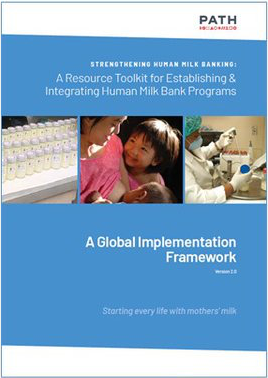 PATH
STRENGTHENING HUMAN MILK BANKING:
A Resource Toolkit for Establishing &
Integrating Human Milk Bank Programs
A Global Implementation
Framework
Version 2.0
Starting every life with mothers' milk